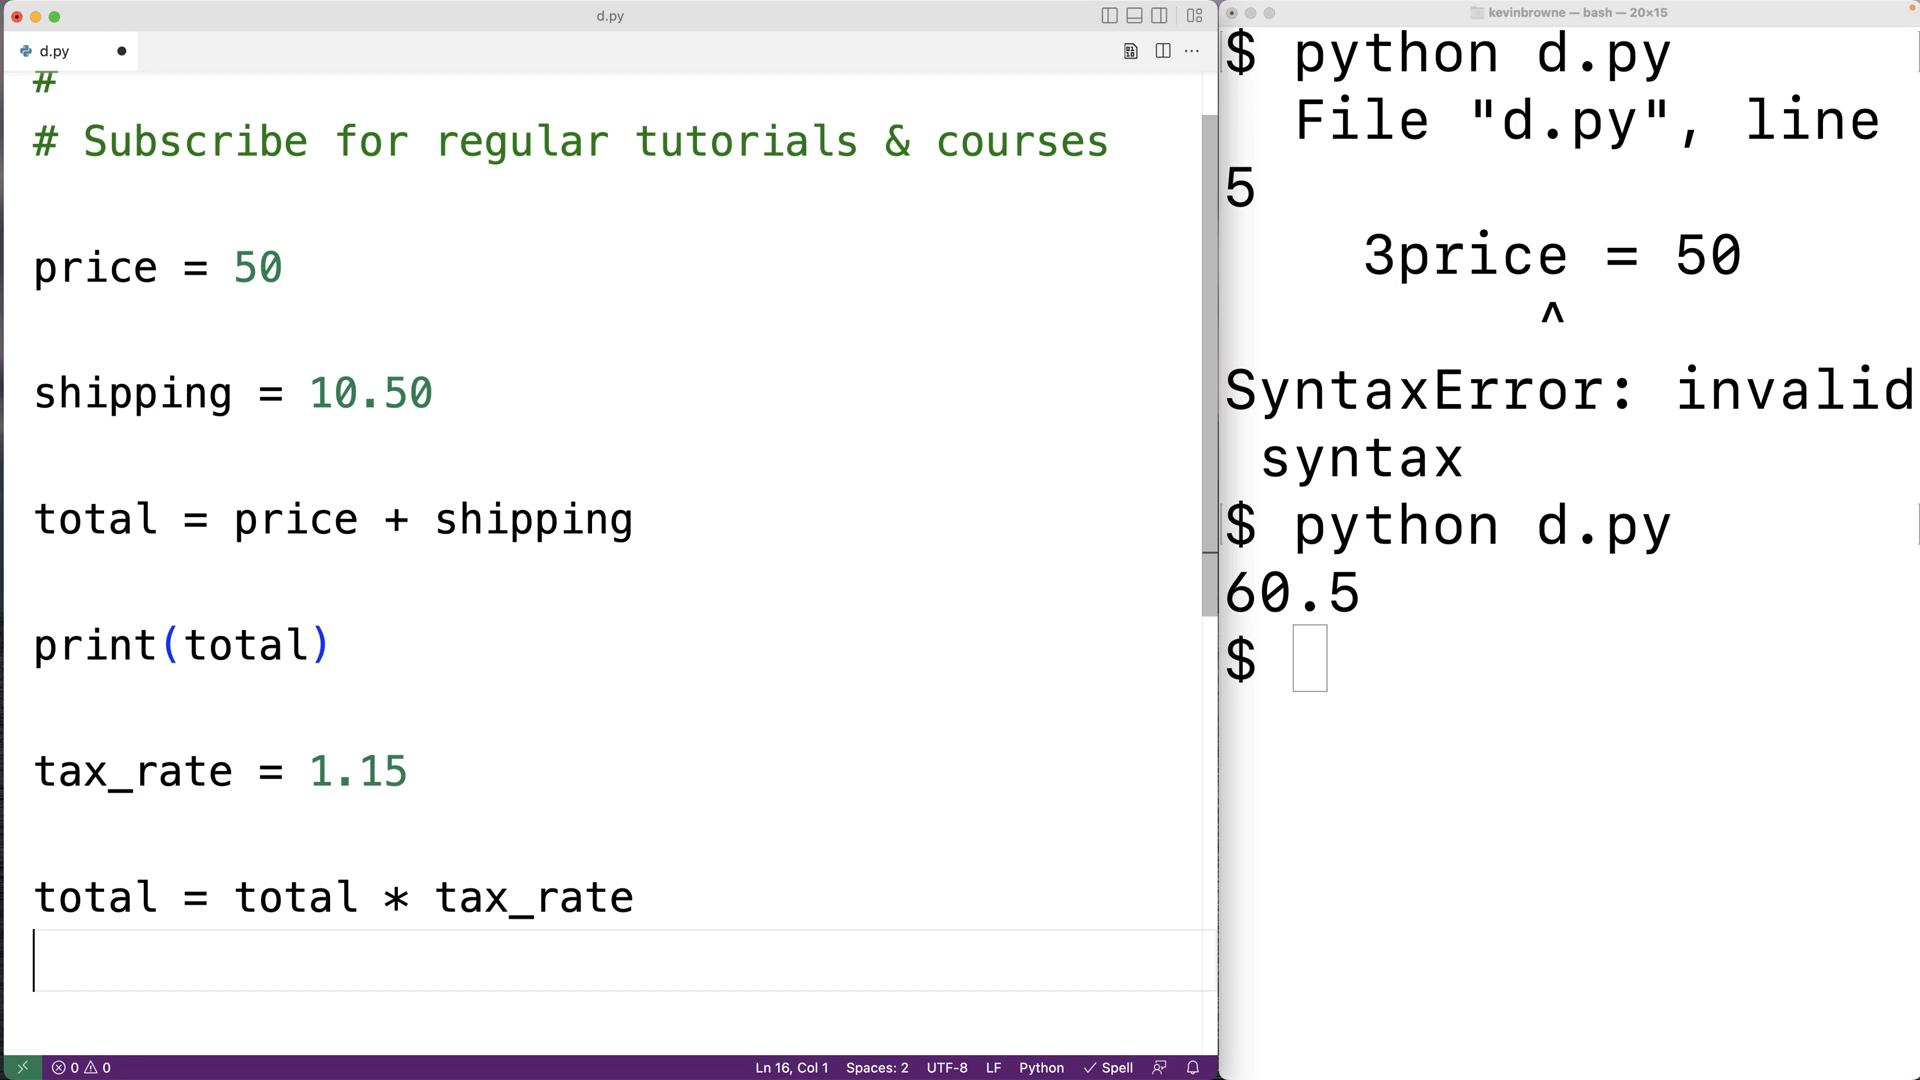 d.py
d.py
#
# Subscribe for regular tutorials & courses
price = 50
shipping = 10.50
total = price + shipping
print(total)
tax_rate = 1.15
total = total * tax_rate
0 0
Ln 16, Col 1 Spaces: 2 UTF-8 LF Python Spell
kevinbrowne — bash — 20×15
$ python d.py
File "d.py", line
5
3price = 50
^
SyntaxError: invalid
syntax
$ python d.py
60.5
$